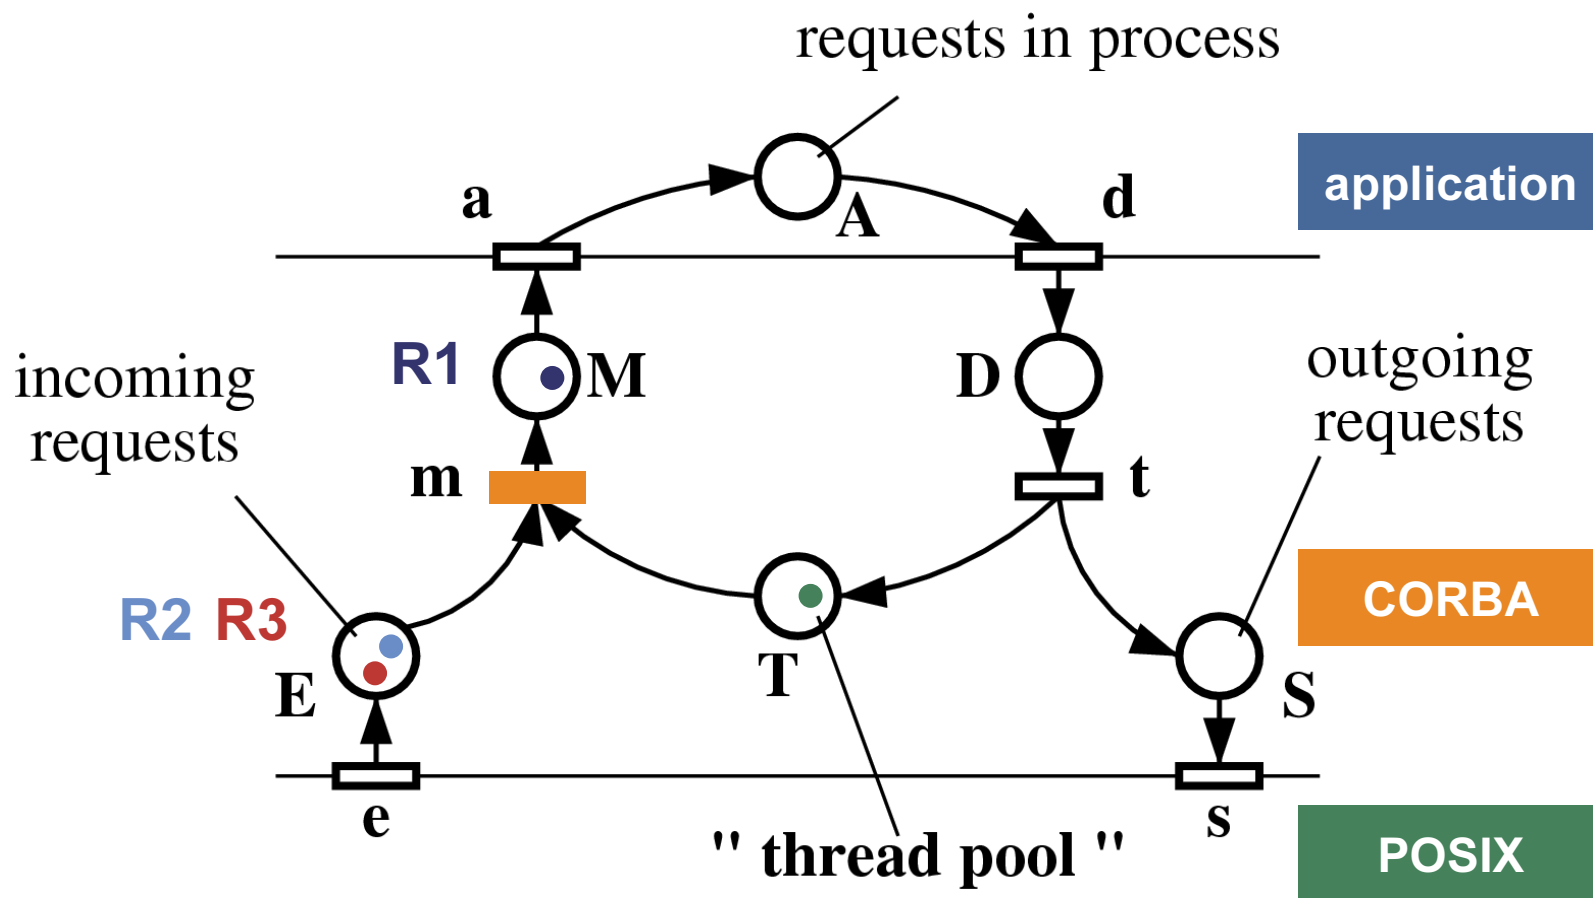 requests in process
a
A
d
application
incoming
requests
R1
M
D
outgoing
requests
m
t
R2 R3
E
T
S
CORBA
e
" thread pool "
s
POSIX